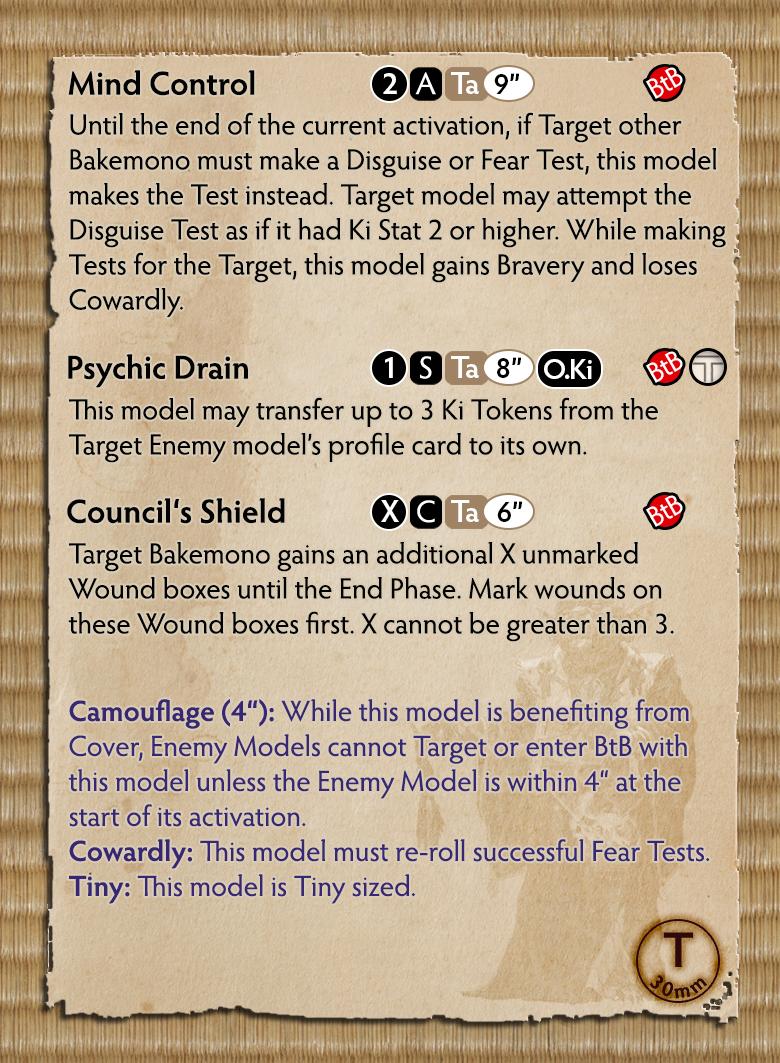 Mind Control 2 A Ta 9" BtB
Until the end of the current activation, if Target other
Bakemono must make a Disguise or Fear Test, this model
makes the Test instead. Target model may attempt the
Disguise Test as if it had Ki Stat 2 or higher. While making
Tests for the Target, this model gains Bravery and loses
Cowardly.
Psychic Drain 1 S Ta 8" O.Ki BtB T
This model may transfer up to 3 Ki Tokens from the
Target Enemy model's profile card to its own.
Council's Shield X C Ta 6" BtB
Target Bakemono gains an additional X unmarked
Wound boxes until the End Phase. Mark wounds on
these Wound boxes first. X cannot be greater than 3.
Camouflage (4"): While this model is benefiting from
Cover, Enemy Models cannot Target or enter BtB with
this model unless the Enemy Model is within 4" at the
start of its activation.
Cowardly: This model must re-roll successful Fear Tests.
Tiny: This model is Tiny sized.
T
30mm